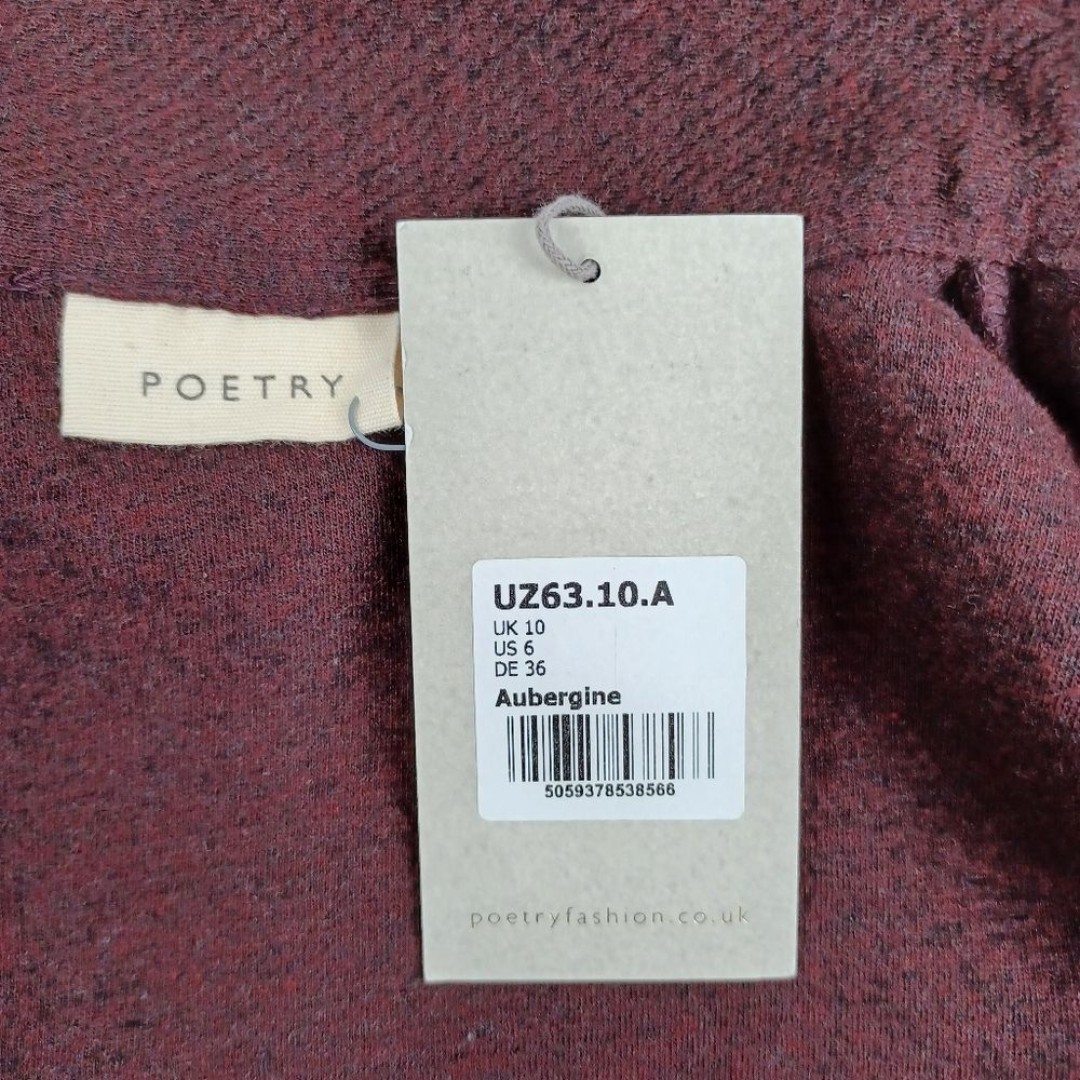 POETRY
UZ63.10.A
UK 10
US 6
DE 36
Aubergine
5059378538566
poetryfashion.co.uk